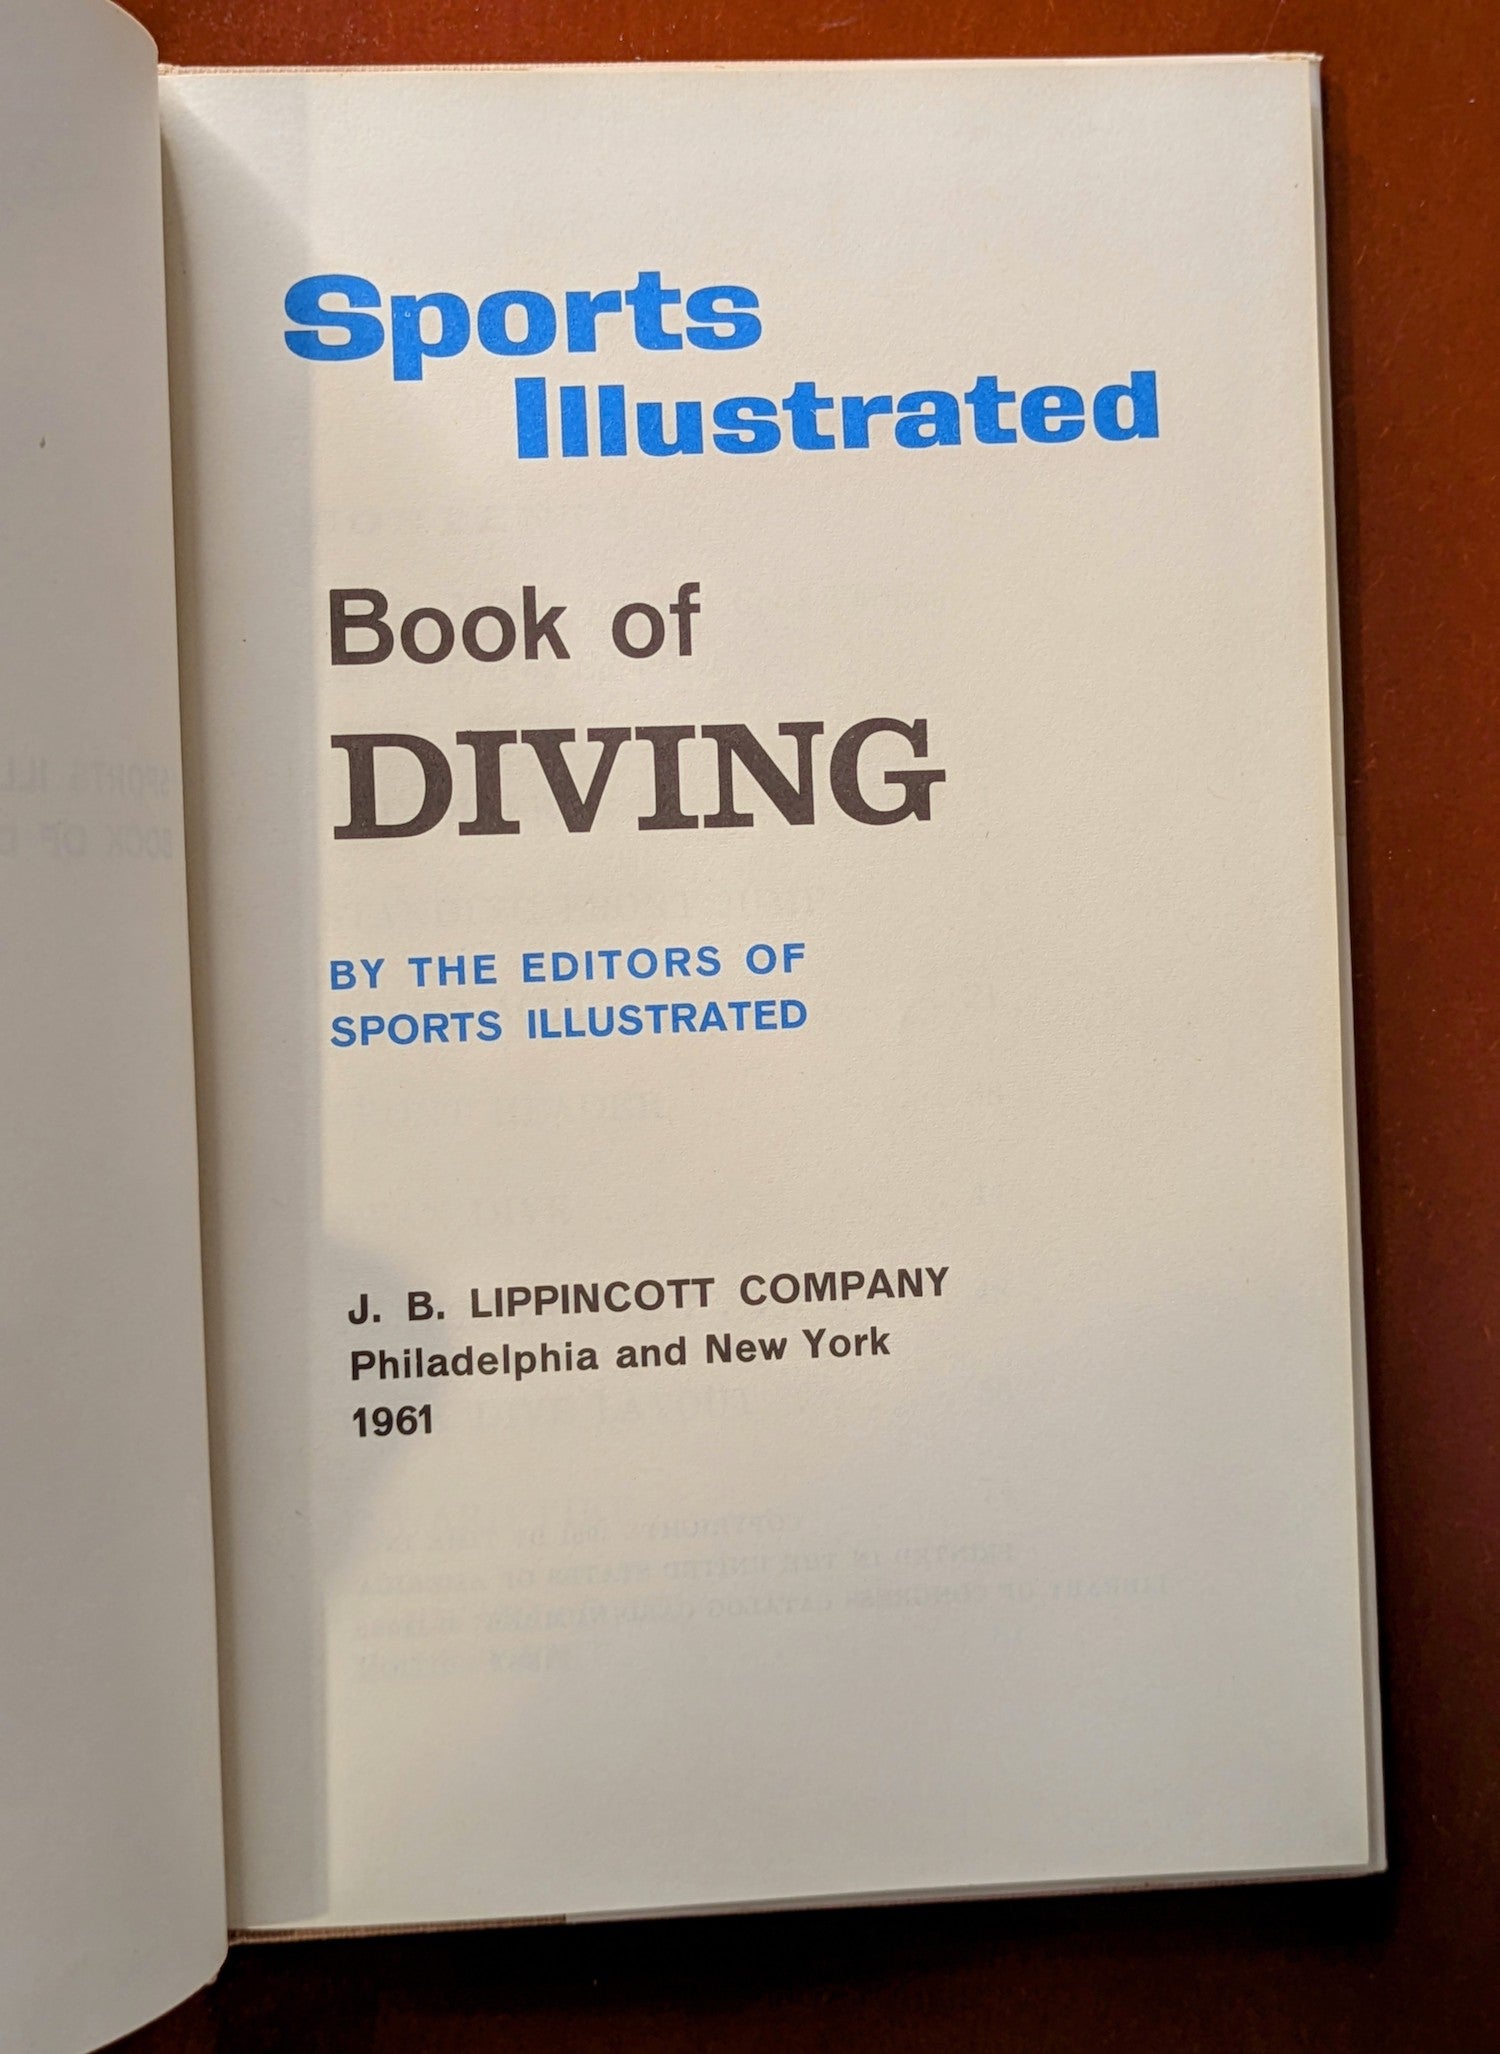 Sports
Illustrated
Book of
DIVING
BY THE EDITORS OF
SPORTS ILLUSTRATED
J. B. LIPPINCOTT COMPANY
Philadelphia and New York
1961